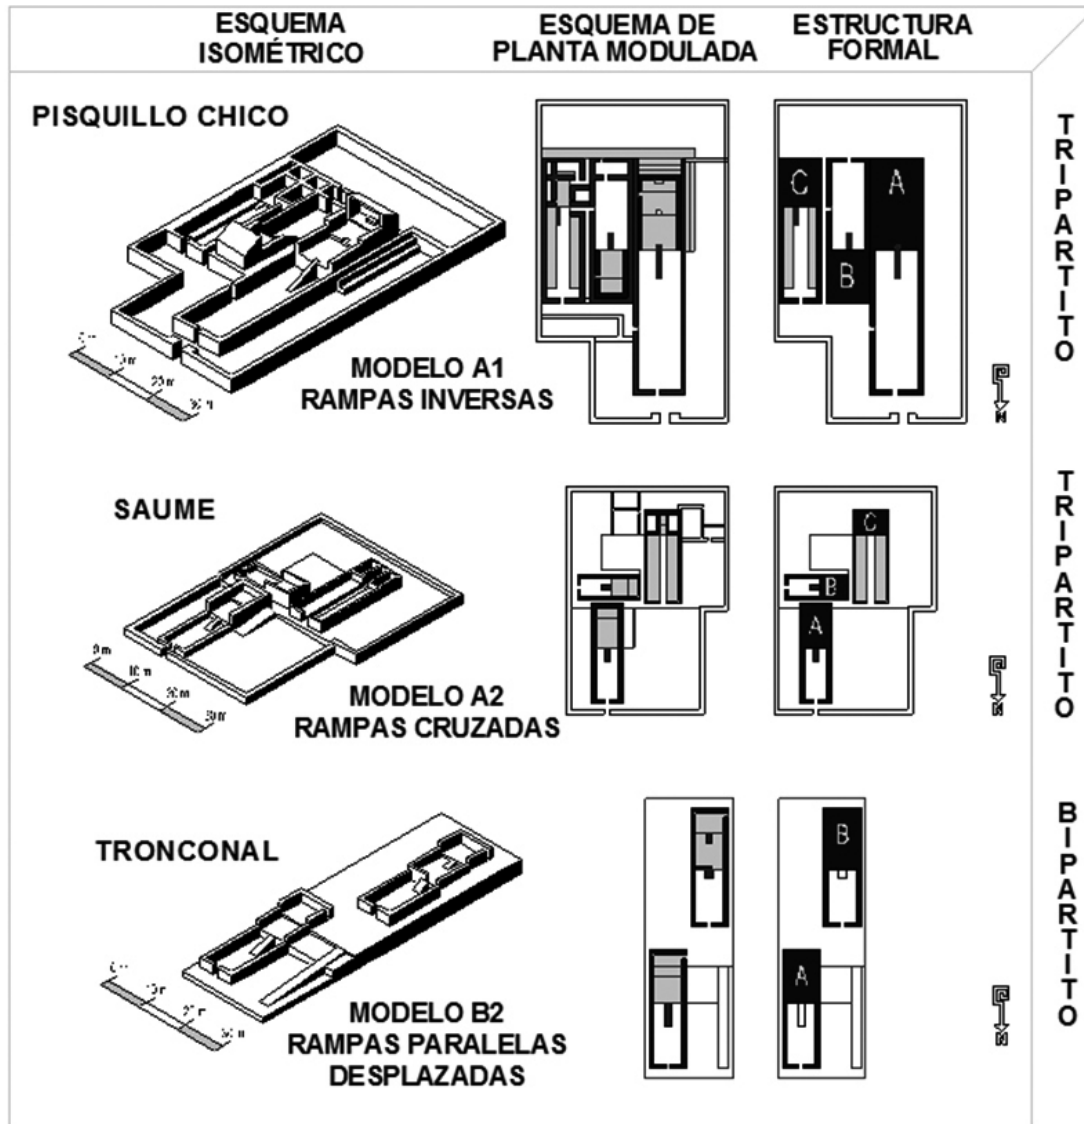 ESQUEMA
ISOMÉTRICO
ESQUEMA DE
PLANTA MODULADA
ESTRUCTURA
FORMAL
PISQUILLO CHICO
MODELO A1
RAMPAS INVERSAS
C
A
B
N
TRIPARTITO
SAUME
10 m
MODELO A2
RAMPAS CRUZADAS
C
B
A
N
TRIPARTITO
TRONCONAL
MODELO B2
RAMPAS PARALELAS
DESPLAZADAS
B
A
N
BIPARTITO